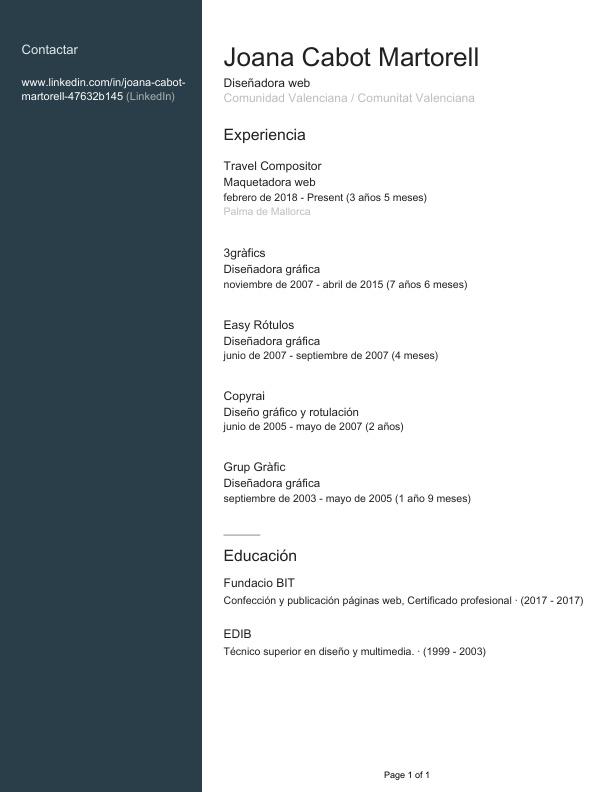 Contactar
www.linkedin.com/in/joana-cabot-
martorell-47632b145 (LinkedIn)
Joana Cabot Martorell
Diseñadora web
Comunidad Valenciana / Comunitat Valenciana
Experiencia
Travel Compositor
Maquetadora web
febrero de 2018 - Present (3 años 5 meses)
Palma de Mallorca
3gràfics
Diseñadora gráfica
noviembre de 2007 - abril de 2015 (7 años 6 meses)
Easy Rótulos
Diseñadora gráfica
junio de 2007 - septiembre de 2007 (4 meses)
Copyrai
Diseño gráfico y rotulación
junio de 2005 - mayo de 2007 (2 años)
Grup Gràfic
Diseñadora gráfica
septiembre de 2003 - mayo de 2005 (1 año 9 meses)
Educación
Fundacio BIT
Confección y publicación páginas web, Certificado profesional · (2017 - 2017)
EDIB
Técnico superior en diseño y multimedia. · (1999 - 2003)
Page 1 of 1